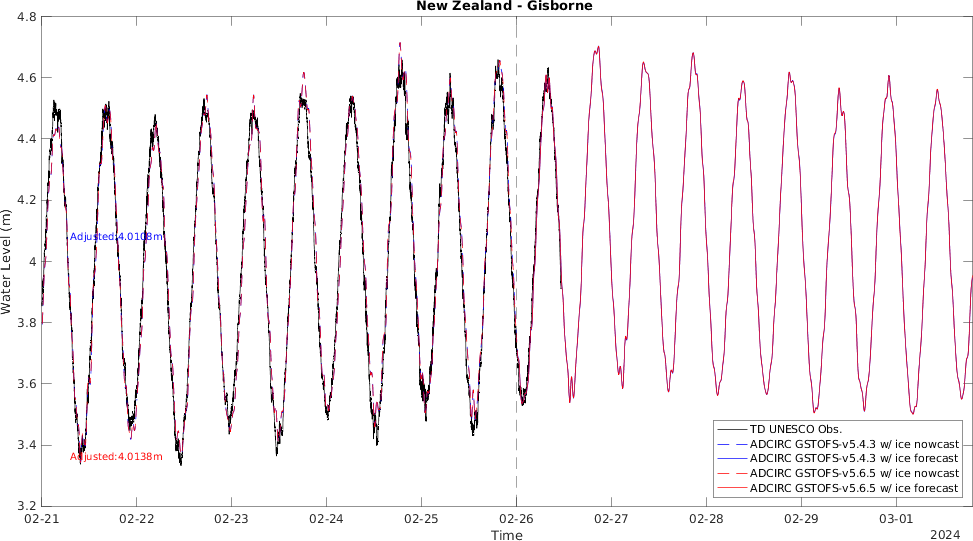 New Zealand - Gisborne
4.8
4.6
4.4
4.2
4
3.8
3.6
3.4
3.2
Water Level (m)
Adjusted:4.0108m
Adjusted:4.0138m
TD UNESCO Obs.
ADCIRC GSTOFS-v5.4.3 w/ ice nowcast
ADCIRC GSTOFS-v5.4.3 w/ ice forecast
ADCIRC GSTOFS-v5.6.5 w/ ice nowcast
ADCIRC GSTOFS-v5.6.5 w/ ice forecast
02-21 02-22 02-23 02-24 02-25 02-26 02-27 02-28 02-29 03-01
Time
2024